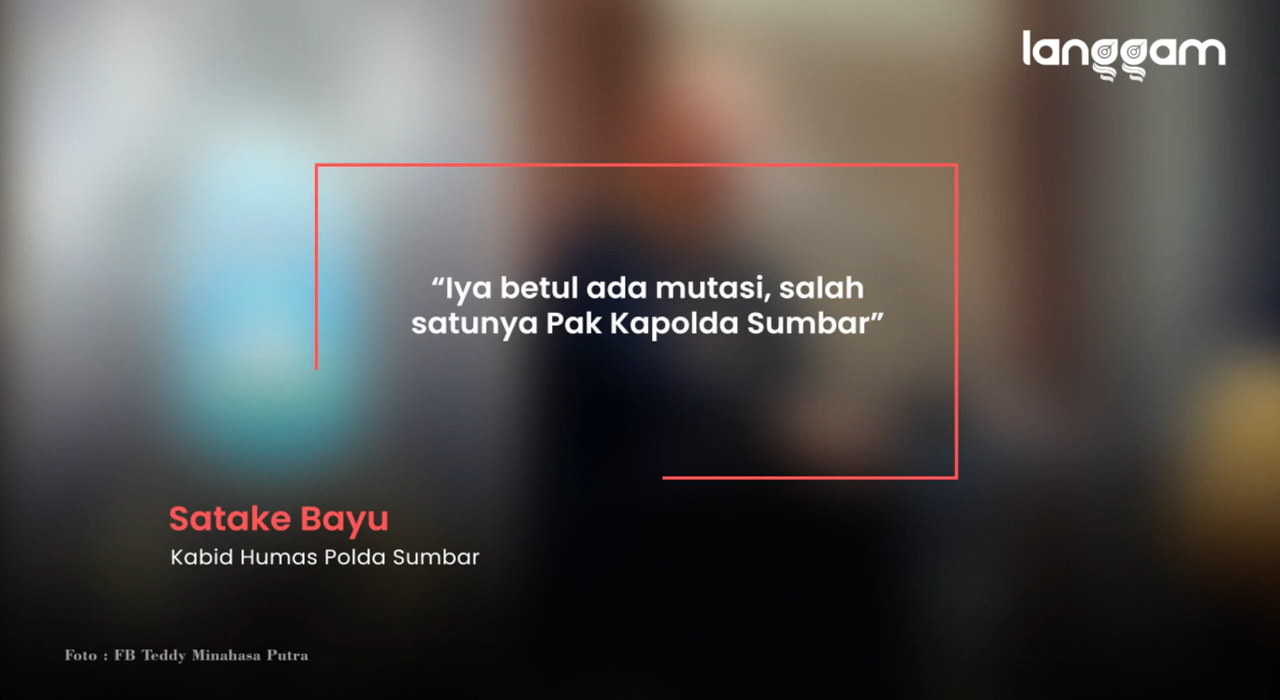 langgam
“Iya betul ada mutasi, salah
satunya Pak Kapolda Sumbar”
Satake Bayu
Kabid Humas Polda Sumbar
Foto : FB Teddy Minahasa Putra